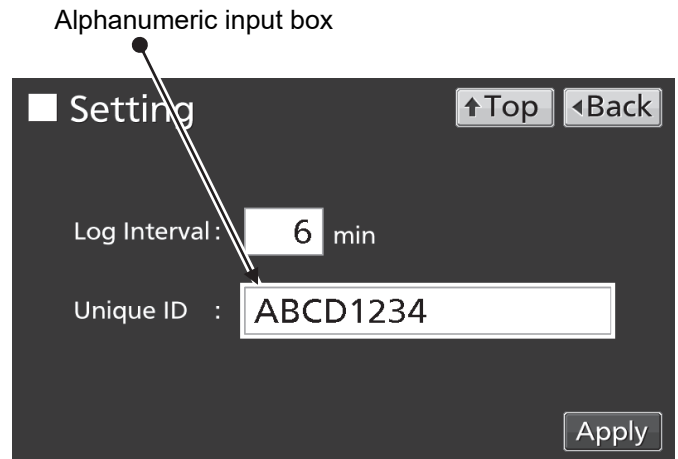 Alphanumeric input box
Setting
↑Top ◂Back
Log Interval : 6 min
Unique ID : ABCD1234
Apply